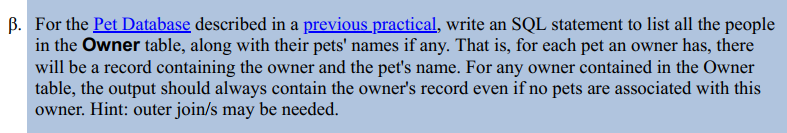 β. For the Pet Database described in a previous practical, write an SQL statement to list all the people
in the Owner table, along with their pets' names if any. That is, for each pet an owner has, there
will be a record containing the owner and the pet's name. For any owner contained in the Owner
table, the output should always contain the owner's record even if no pets are associated with this
owner. Hint: outer join/s may be needed.